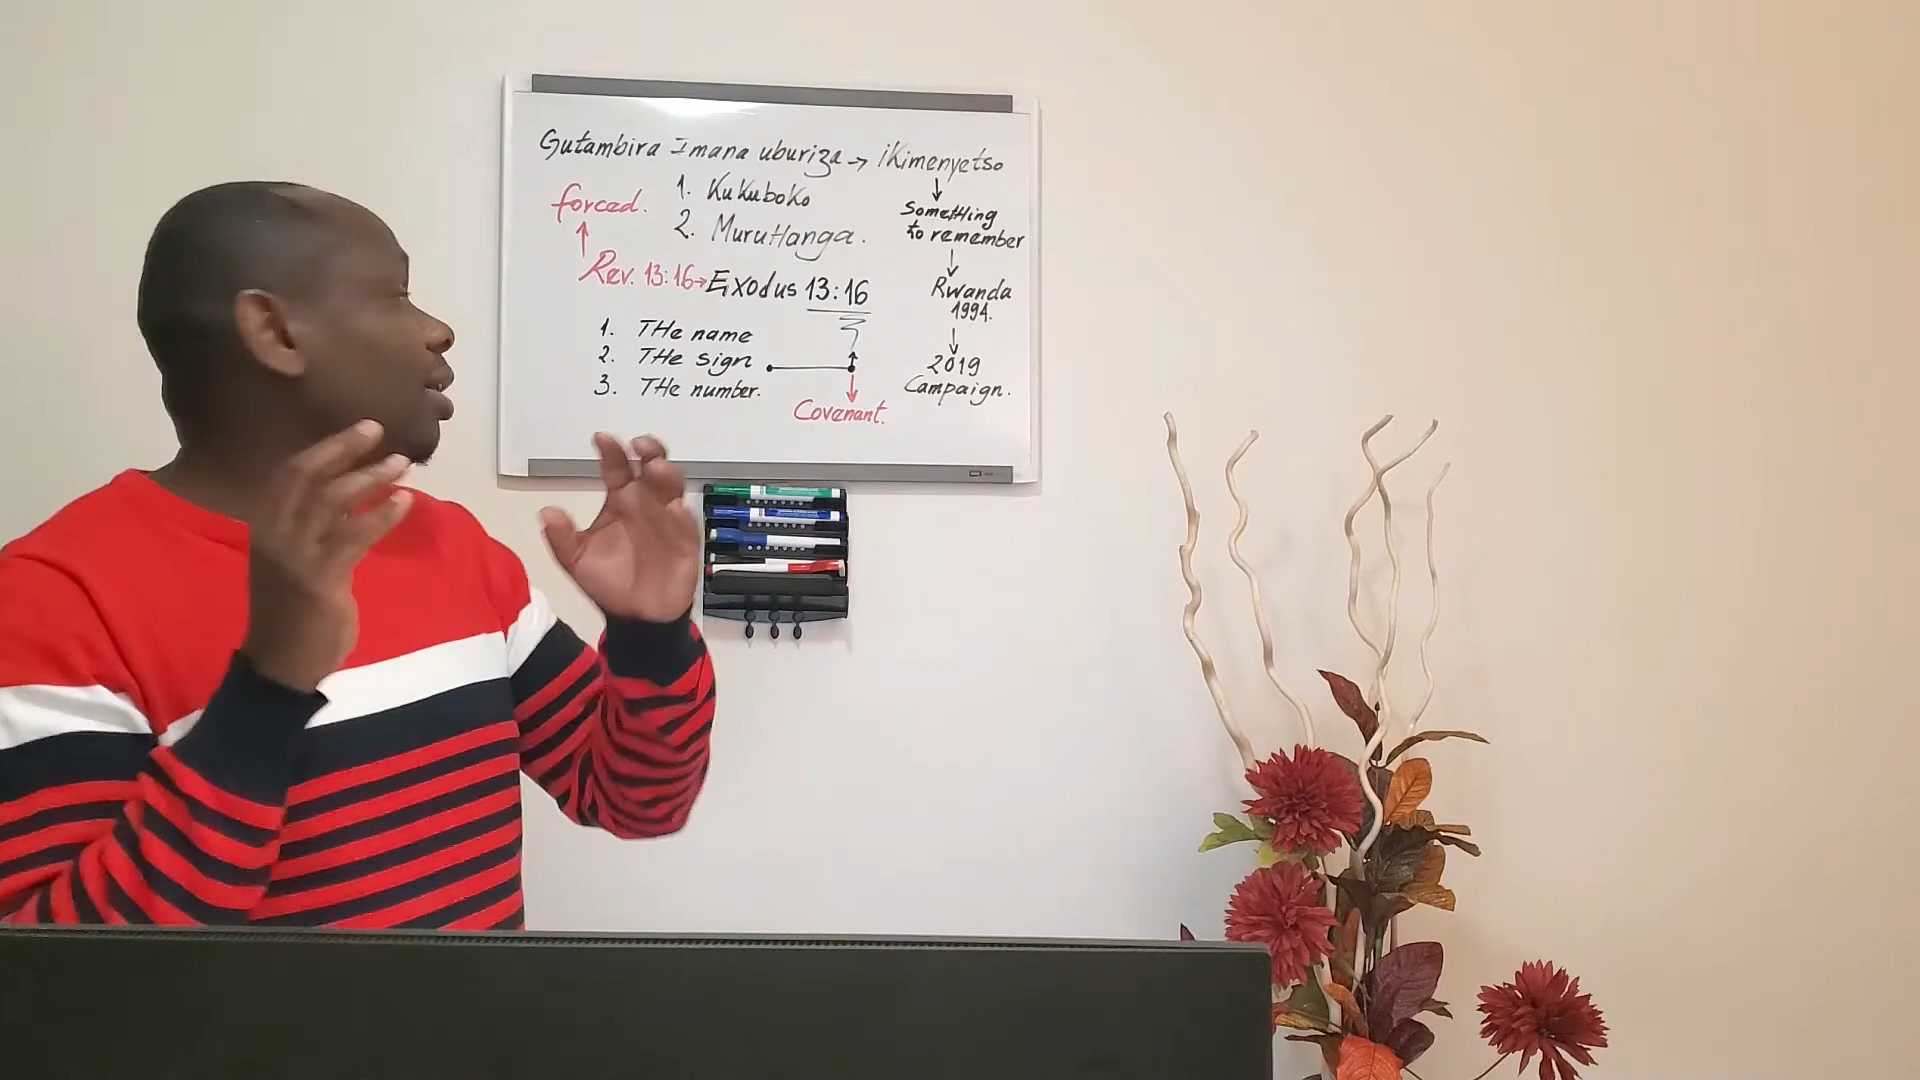 Gutambira Imana uburiza → ikimenyetso
forced.
1. Kukuboko
2. MuruHanga.
Rev. 13:16 → Exodus 13:16
1. THe name
2. THe sign
3. THe number.
Covenant.
↓
SometHing
to remember
↓
Rwanda
1994.
↓
2019
Campaign.